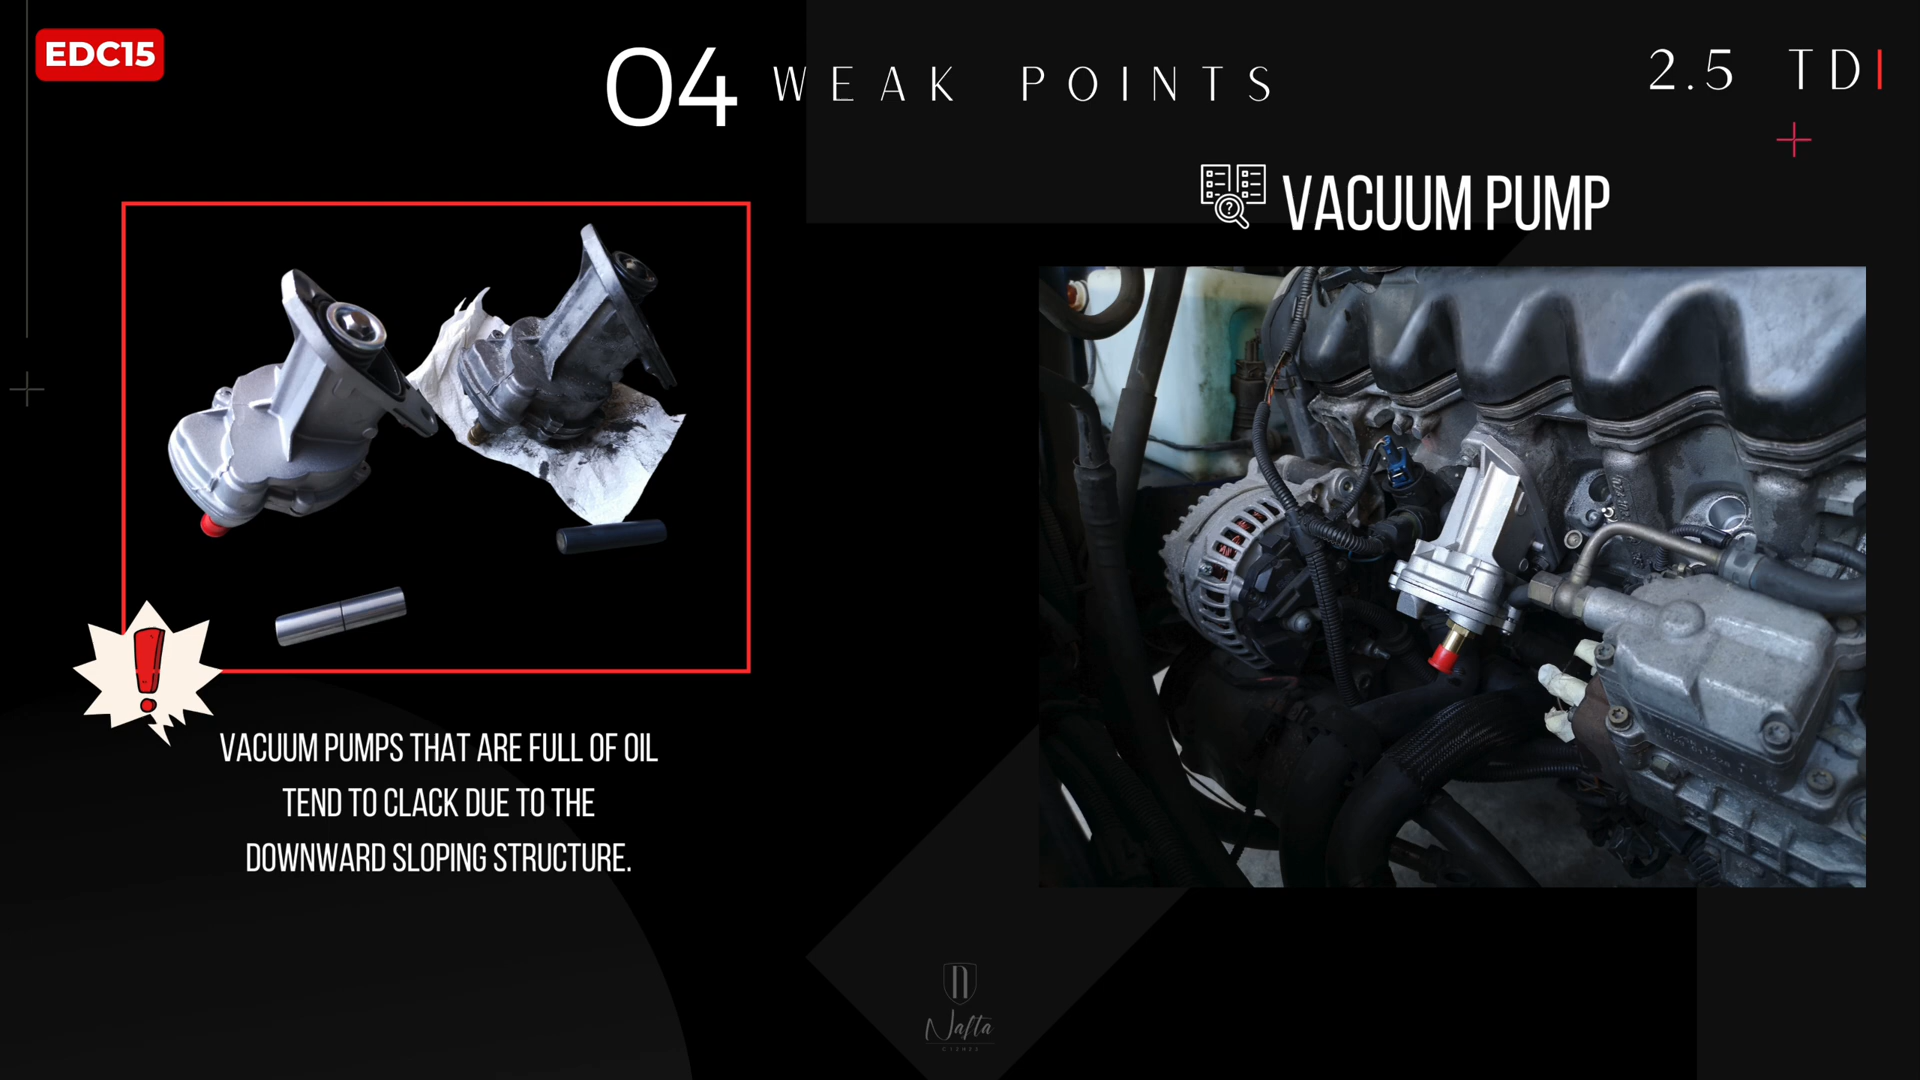 EDC15
04 WEAK POINTS
2.5 TDI
VACUUM PUMP
VACUUM PUMPS THAT ARE FULL OF OIL
TEND TO CLACK DUE TO THE
DOWNWARD SLOPING STRUCTURE.
Nafta